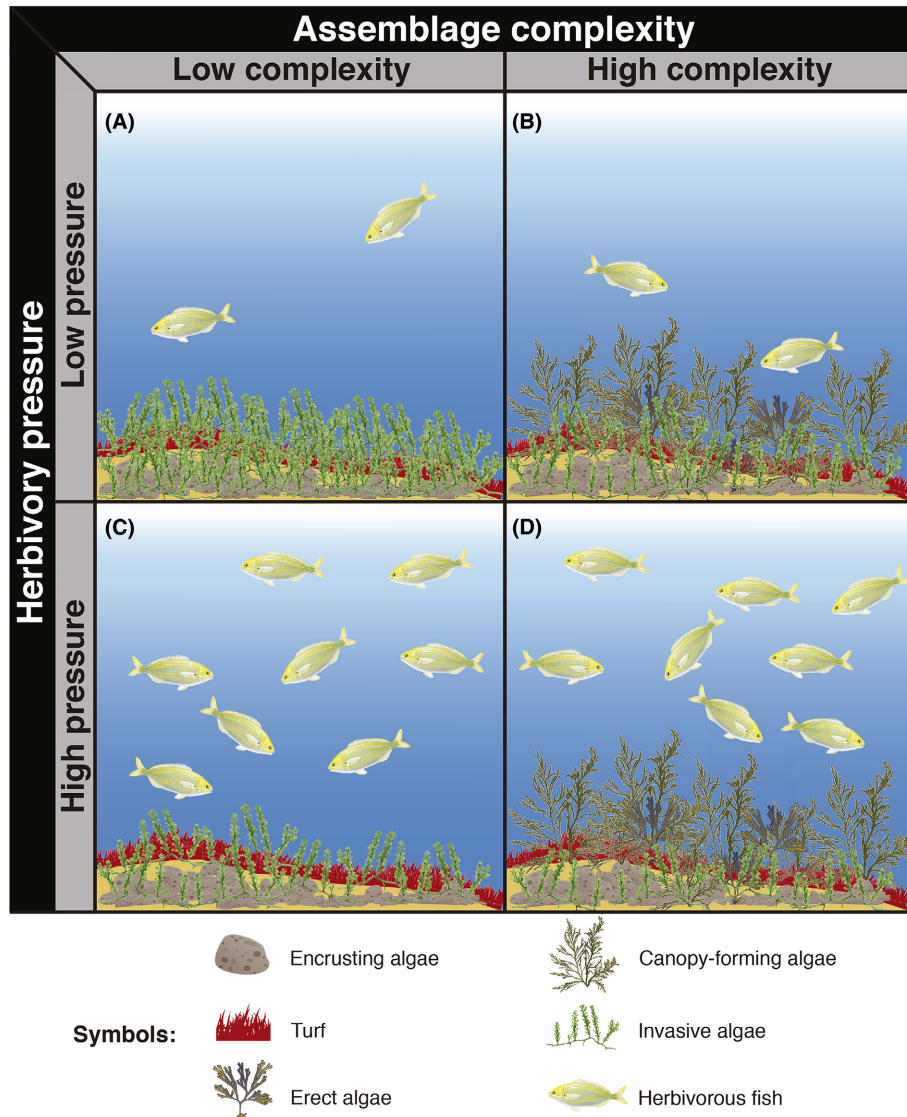 Assemblage complexity
Low complexity
High complexity
Herbivory pressure
Low pressure
(A)
(B)
High pressure
(C)
(D)
Symbols:
Encrusting algae
Canopy-forming algae
Turf
Invasive algae
Erect algae
Herbivorous fish